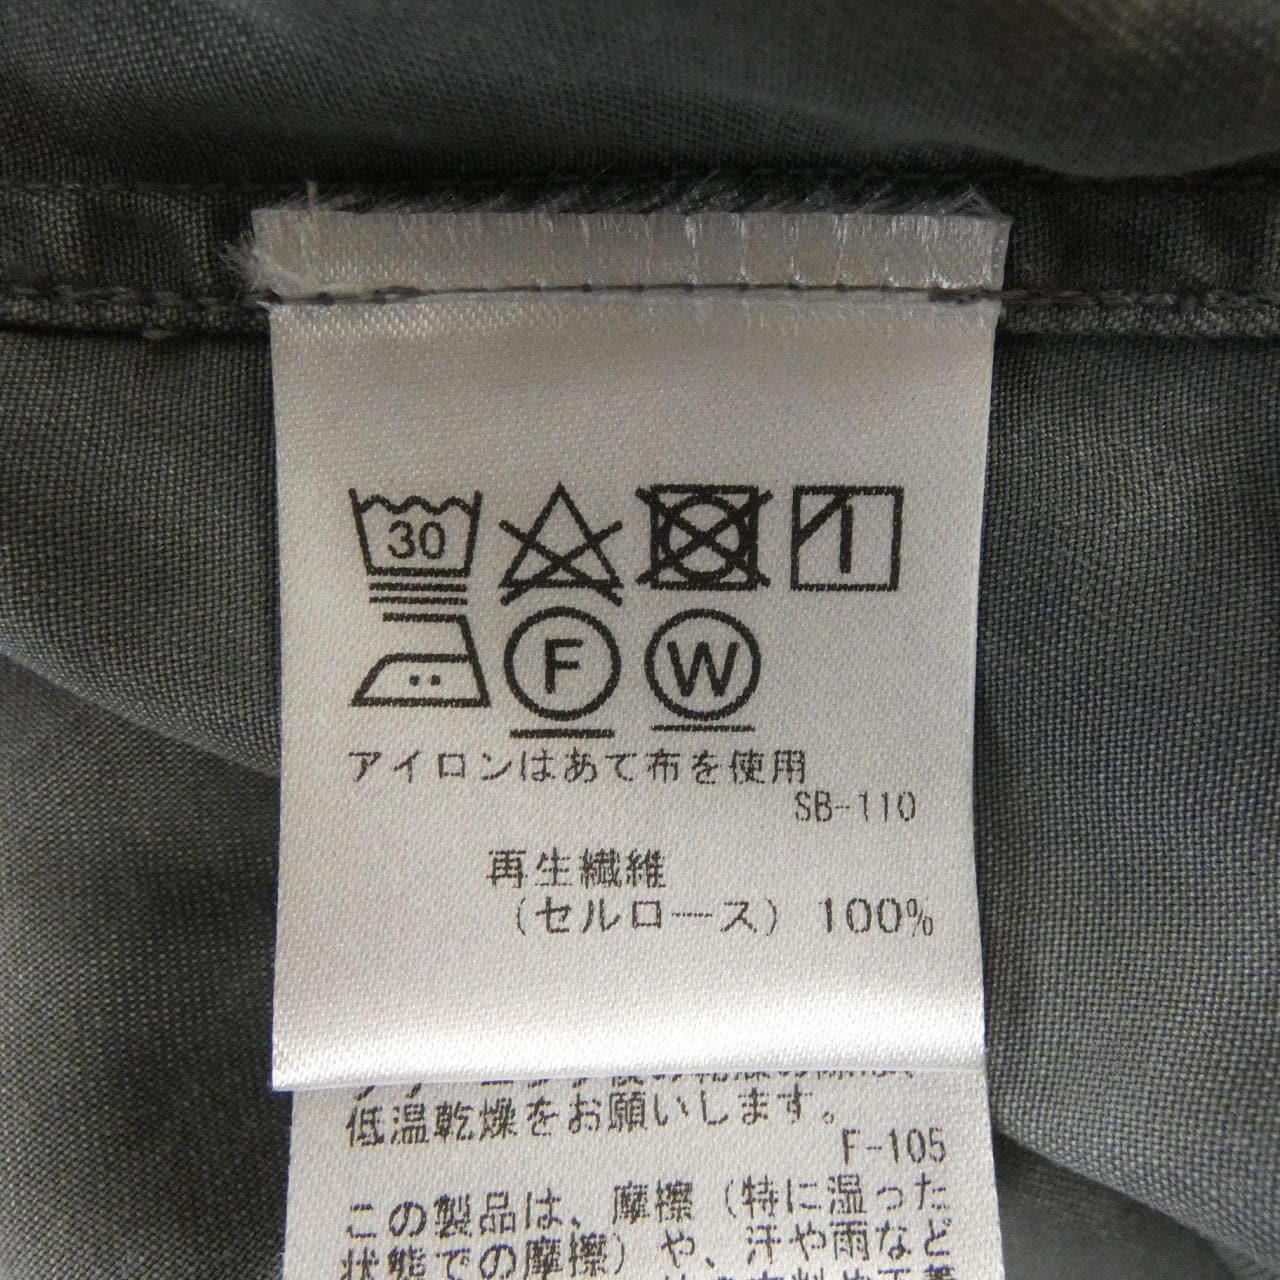 30
F W
アイロンはあて布を使用
SB-110
再生繊維
(セルロース) 100%
低温乾燥をお願いします。
F-105
この製品は、摩擦(特に湿った
状態での摩擦)や、汗や雨など